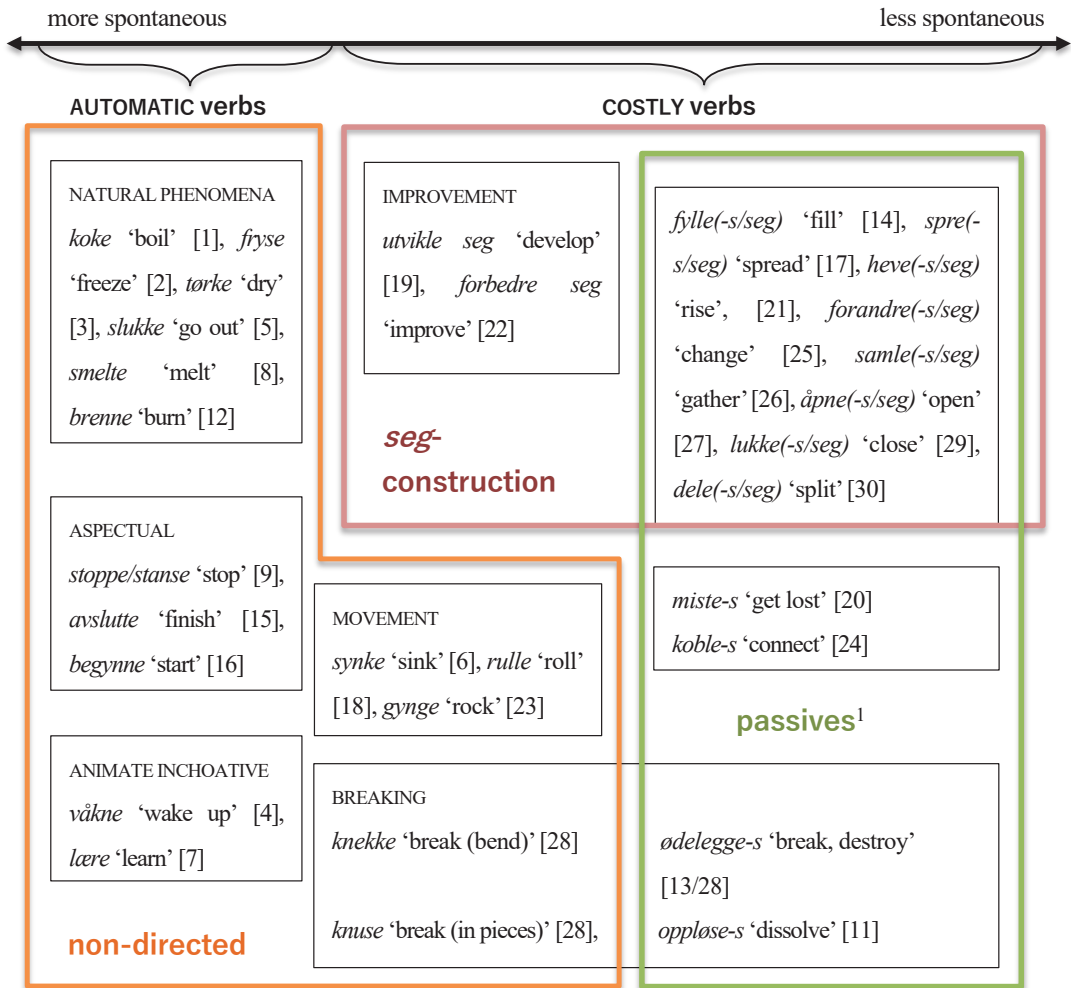 more spontaneous
less spontaneous
AUTOMATIC verbs
COSTLY verbs
NATURAL PHENOMENA
koke ‘boil’ [1], fryse
‘freeze’ [2], tørke ‘dry’
[3], slukke ‘go out’ [5],
smelte ‘melt’ [8],
brenne ‘burn’ [12]
IMPROVEMENT
utvikle seg ‘develop’
[19], forbedre seg
‘improve’ [22]
fylle(-s/seg) ‘fill’ [14], spre(-
s/seg) ‘spread’ [17], heve(-s/seg)
‘rise’, [21], forandre(-s/seg)
‘change’ [25], samle(-s/seg)
‘gather’ [26], åpne(-s/seg) ‘open’
[27], lukke(-s/seg) ‘close’ [29],
dele(-s/seg) ‘split’ [30]
seg-
construction
ASPECTUAL
stoppe/stanse ‘stop’ [9],
avslutte ‘finish’ [15],
begynne ‘start’ [16]
MOVEMENT
synke ‘sink’ [6], rulle ‘roll’
[18], gynge ‘rock’ [23]
miste-s ‘get lost’ [20]
koble-s ‘connect’ [24]
passives¹
ANIMATE INCHOATIVE
våkne ‘wake up’ [4],
lære ‘learn’ [7]
BREAKING
knekke ‘break (bend)’ [28]
knuse ‘break (in pieces)’ [28],
ødelegge-s ‘break, destroy’
[13/28]
oppløse-s ‘dissolve’ [11]
non-directed